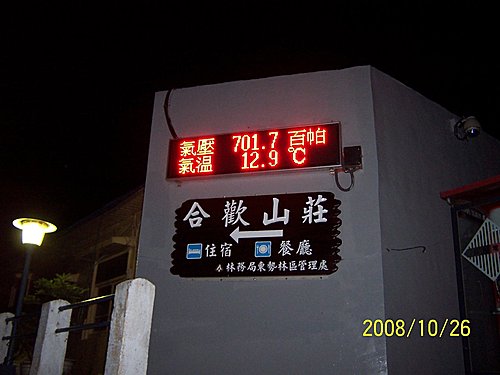 氣壓 701.7 百帕
氣溫 12.9 ℃
合歡山莊
住宿 餐廳
林務局東勢林區管理處
2008/10/26